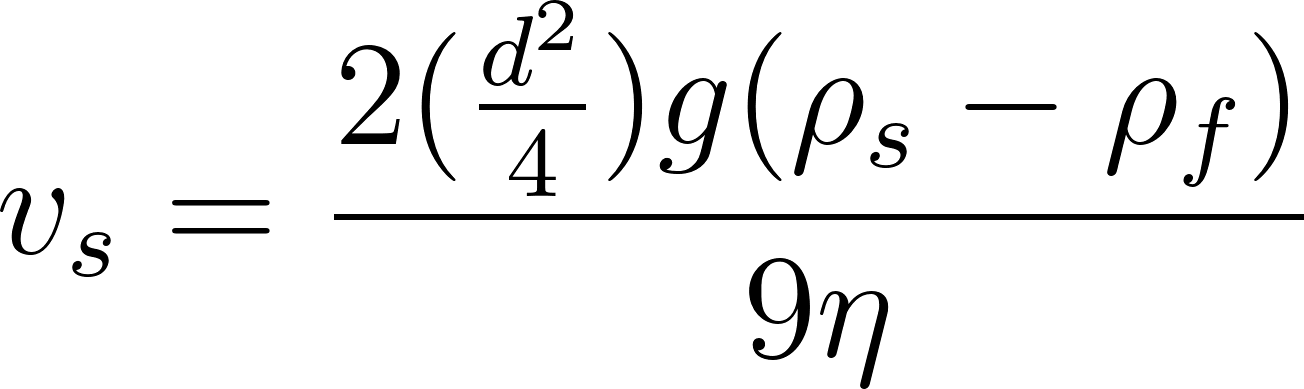 v_s = \frac{2(\frac{d^2}{4})g(\rho_s - \rho_f)}{9\eta}